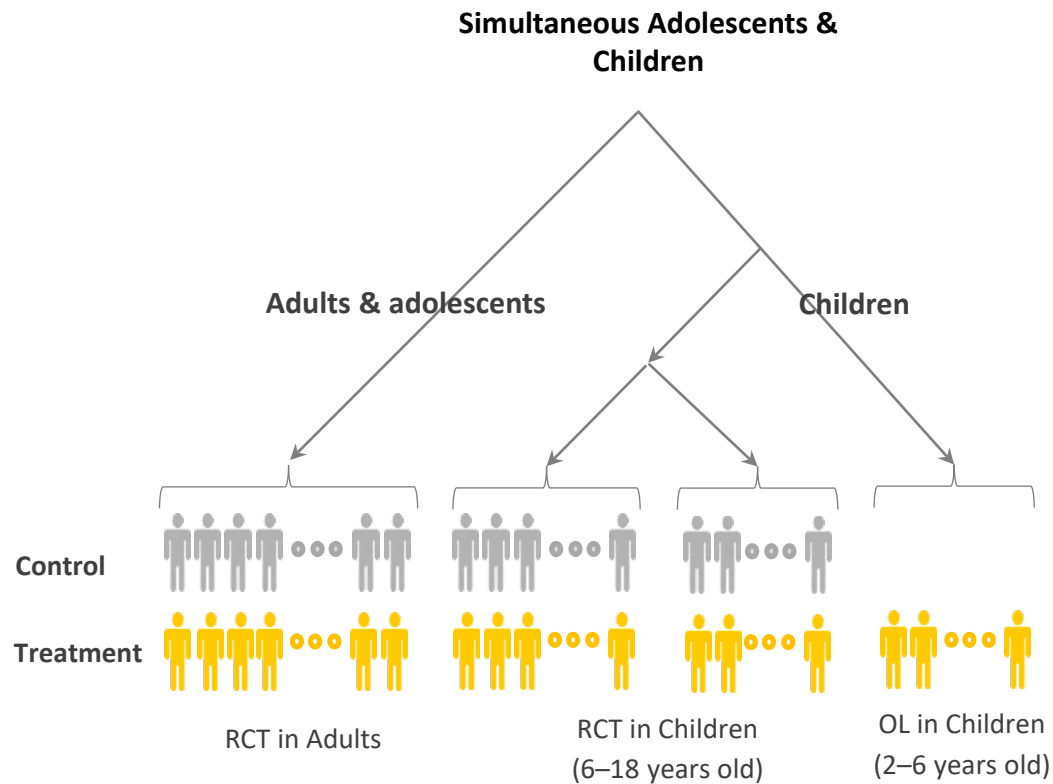 Simultaneous Adolescents &
Children
Adults & adolescents
Children
Control
Treatment
RCT in Adults
RCT in Children
(6–18 years old)
OL in Children
(2–6 years old)